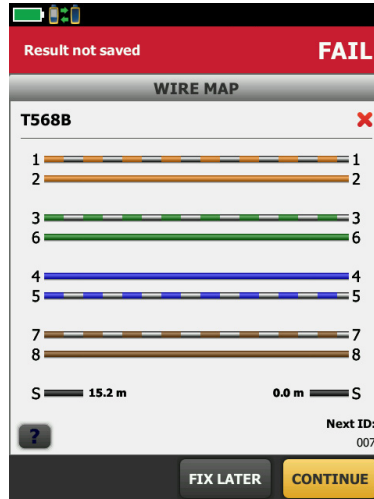 Result not saved FAIL
WIRE MAP
T568B
1 1
2 2
3 3
6 6
4 4
5 5
7 7
8 8
S 15.2 m 0.0 m S
? Next ID:
007
FIX LATER CONTINUE